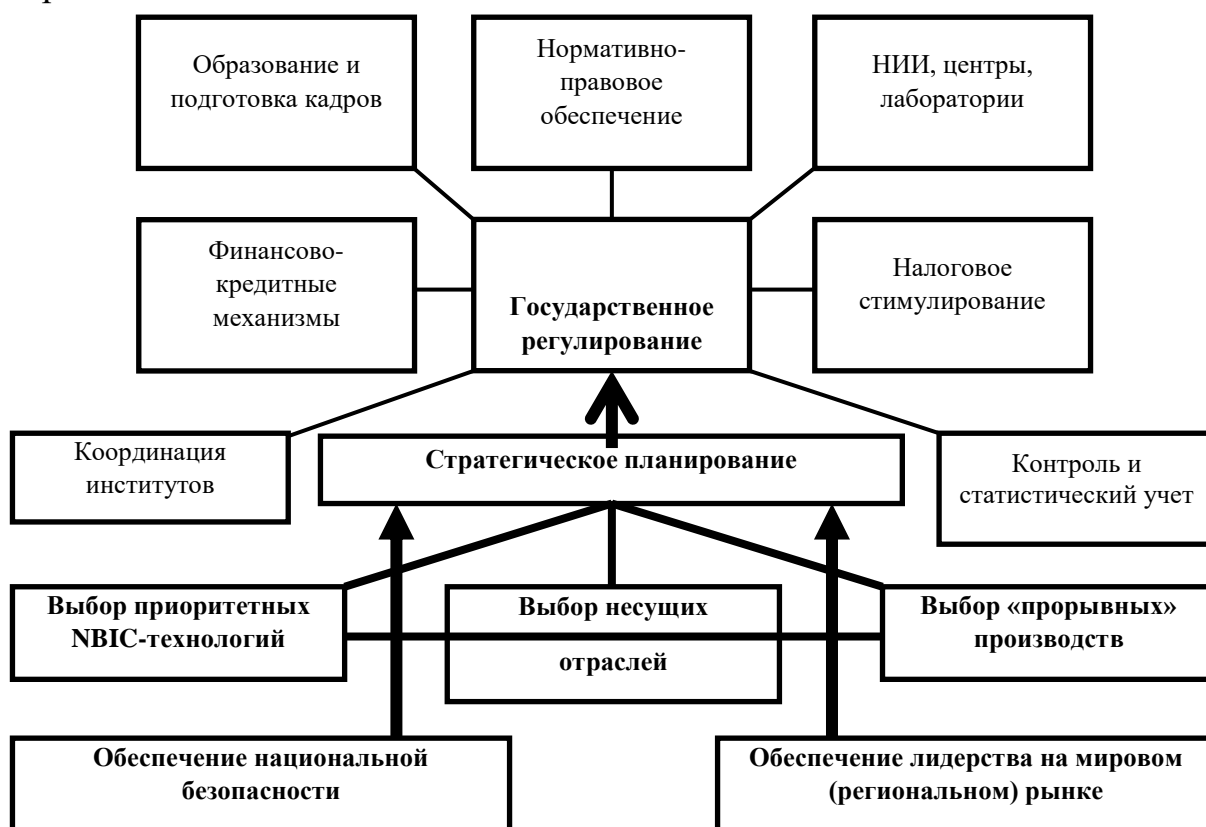 Образование и
подготовка кадров
Нормативно-
правовое
обеспечение
НИИ, центры,
лаборатории
Финансово-
кредитные
механизмы
Государственное
регулирование
Налоговое
стимулирование
Координация
институтов
Стратегическое планирование
Контроль и
статистический учет
Выбор приоритетных
NBIC-технологий
Выбор несущих
отраслей
Выбор «прорывных»
производств
Обеспечение национальной
безопасности
Обеспечение лидерства на мировом
(региональном) рынке